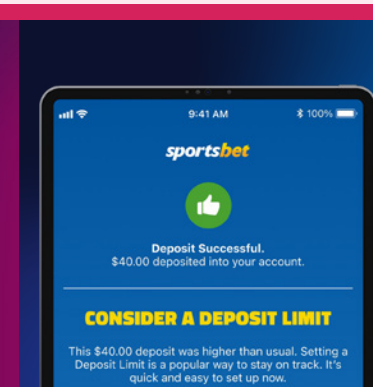 9:41 AM
100%
sportsbet
Deposit Successful.
$40.00 deposited into your account.
CONSIDER A DEPOSIT LIMIT
This $40.00 deposit was higher than usual. Setting a
Deposit Limit is a popular way to stay on track. It's
quick and easy to set up now.